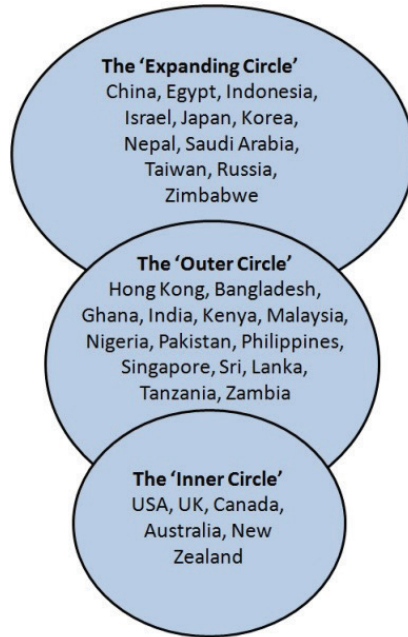 The ‘Expanding Circle’
China, Egypt, Indonesia,
Israel, Japan, Korea,
Nepal, Saudi Arabia,
Taiwan, Russia,
Zimbabwe
The ‘Outer Circle’
Hong Kong, Bangladesh,
Ghana, India, Kenya, Malaysia,
Nigeria, Pakistan, Philippines,
Singapore, Sri, Lanka,
Tanzania, Zambia
The ‘Inner Circle’
USA, UK, Canada,
Australia, New
Zealand